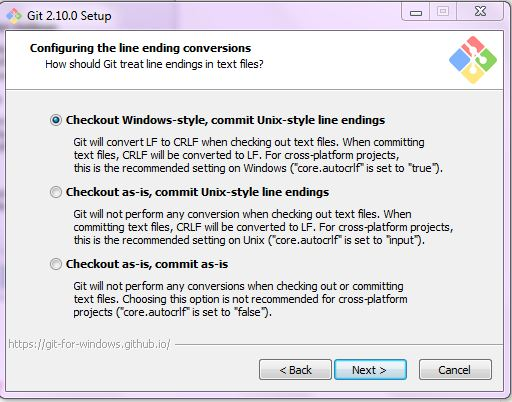 Git 2.10.0 Setup
Configuring the line ending conversions
How should Git treat line endings in text files?
Checkout Windows-style, commit Unix-style line endings
Git will convert LF to CRLF when checking out text files. When committing
text files, CRLF will be converted to LF. For cross-platform projects,
this is the recommended setting on Windows ("core.autocrlf" is set to "true").
Checkout as-is, commit Unix-style line endings
Git will not perform any conversion when checking out text files. When
committing text files, CRLF will be converted to LF. For cross-platform projects,
this is the recommended setting on Unix ("core.autocrlf" is set to "input").
Checkout as-is, commit as-is
Git will not perform any conversions when checking out or committing
text files. Choosing this option is not recommended for cross-platform
projects ("core.autocrlf" is set to "false").
https://git-for-windows.github.io/
< Back
Next >
Cancel